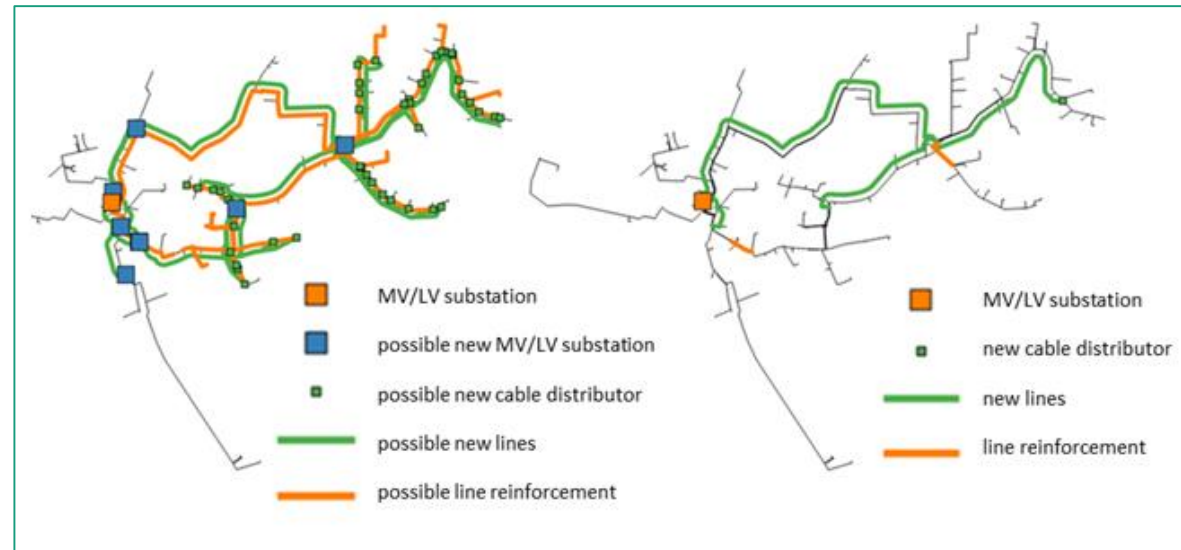 MV/LV substation
possible new MV/LV substation
possible new cable distributor
possible new lines
possible line reinforcement
MV/LV substation
new cable distributor
new lines
line reinforcement